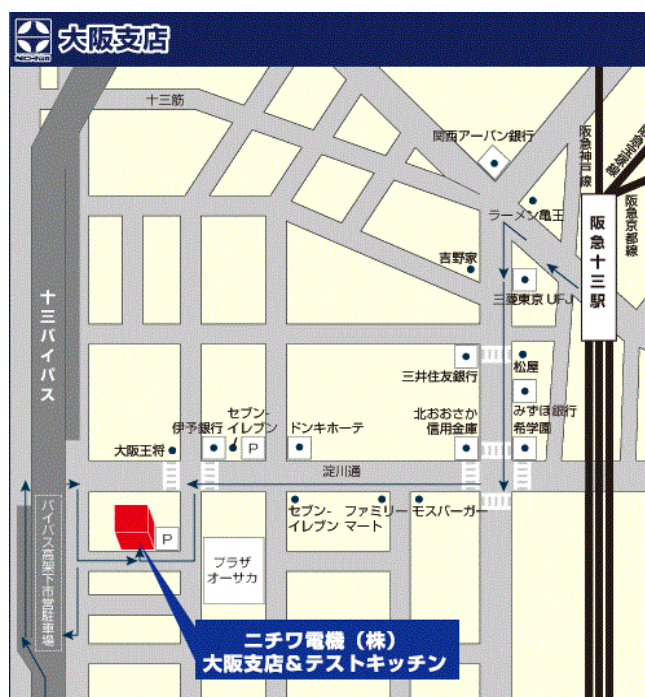 NICHIWA
大阪支店
十三筋
関西アーバン銀行
阪急神戸線
阪急宝塚線
阪急京都線
ラーメン亀王
阪急十三駅
吉野家
三菱東京UFJ
十三バイパス
三井住友銀行
松屋
みずほ銀行
希学園
北おおさか
信用金庫
セブン-
イレブン
伊予銀行
P
ドンキホーテ
大阪王将
淀川通
セブン-
イレブン
ファミリー
マート
モスバーガー
バイパス高架下市営駐車場
P
プラザ
オーサカ
ニチワ電機（株）
大阪支店＆テストキッチン